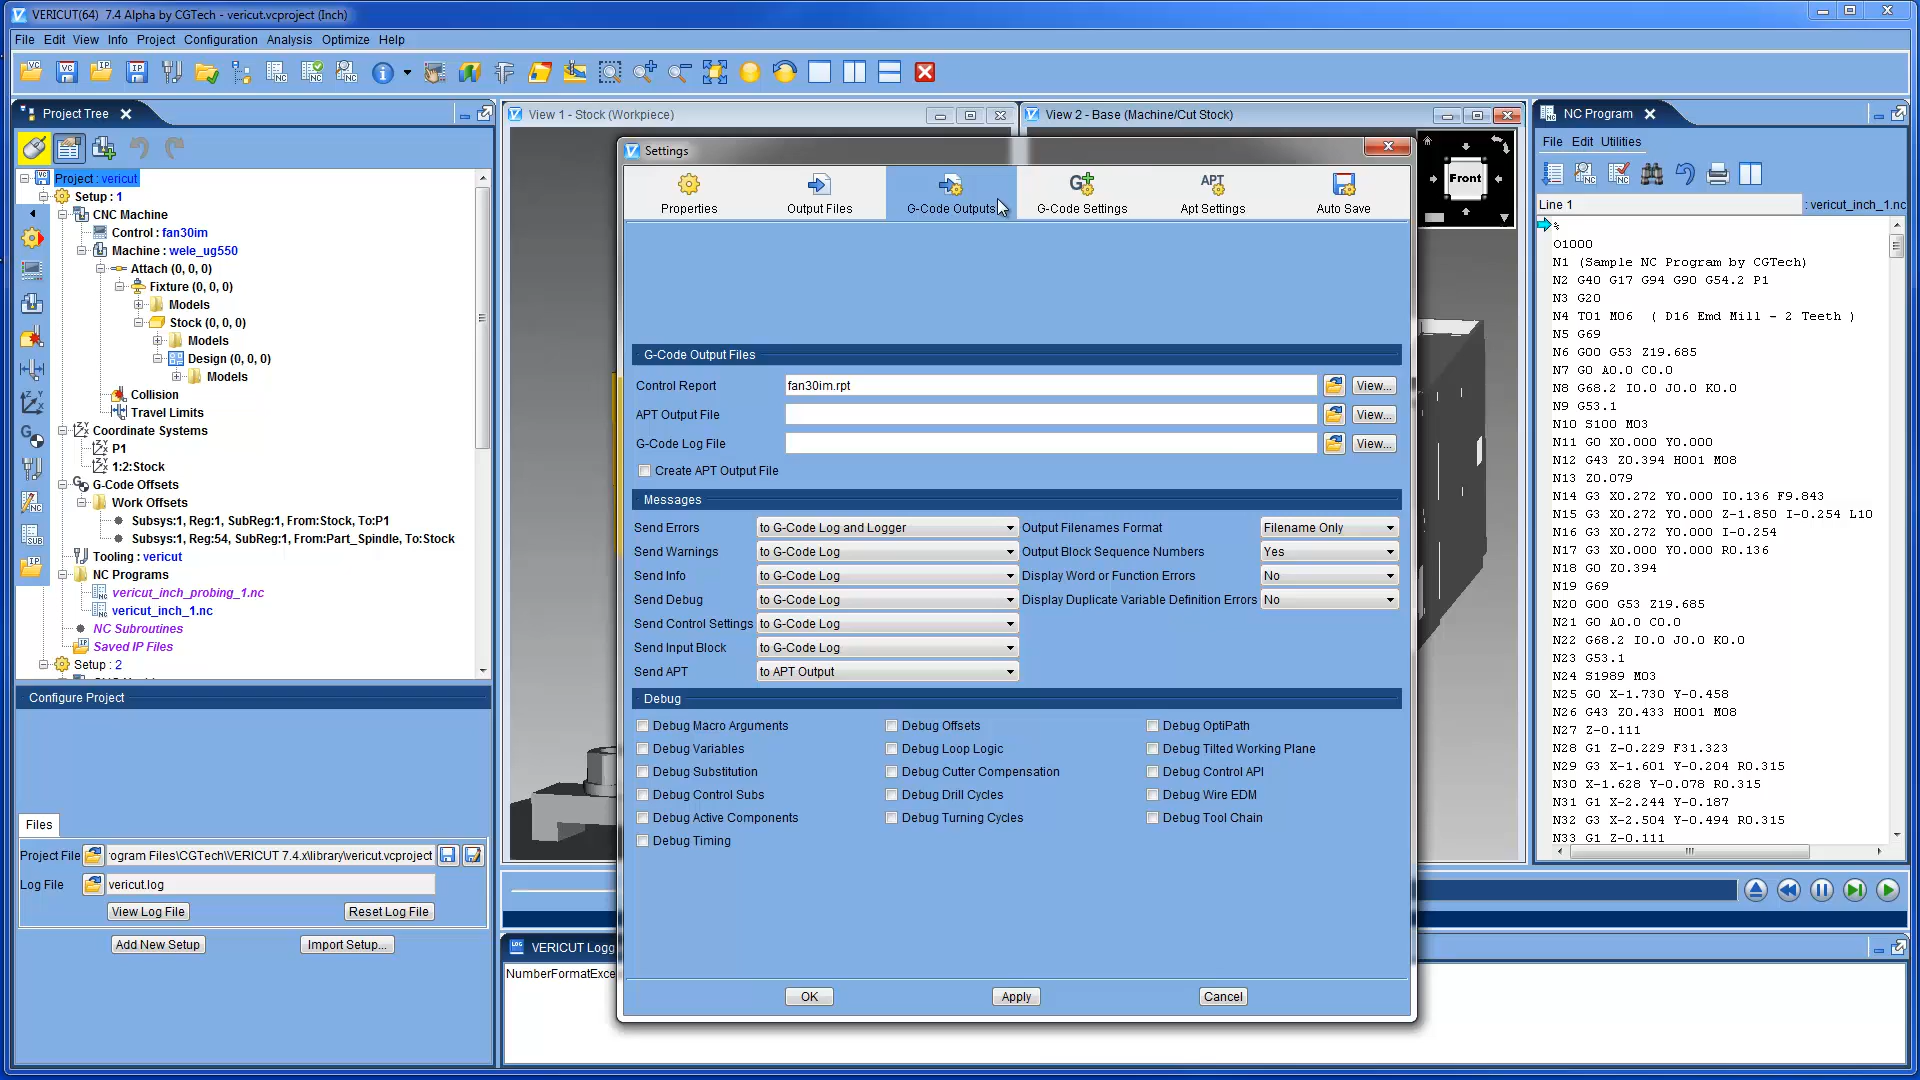 VERICUT(64) 7.4 Alpha by CGTech - vericut.vcproject (Inch)
File Edit View Info Project Configuration Analysis Optimize Help
Project Tree
Project: vericut
Setup: 1
CNC Machine
Control : fan30im
Machine : wele_ug550
Attach (0, 0, 0)
Fixture (0, 0, 0)
Models
Stock (0, 0, 0)
Models
Design (0, 0, 0)
Models
Collision
Travel Limits
Coordinate Systems
P1
1:2:Stock
G-Code Offsets
Work Offsets
Subsys:1, Reg:1, SubReg:1, From:Stock, To:P1
Subsys:1, Reg:54, SubReg:1, From:Part_Spindle, To:Stock
Tooling: vericut
NC Programs
vericut_inch_probing_1.nc
vericut_inch_1.nc
NC Subroutines
Saved IP Files
Setup : 2
Configure Project
Files
Project File
ogram Files\CGTech\VERICUT 7.4.x\library\vericut.vcproject
Log File
vericut.log
View Log File
Reset Log File
Add New Setup
Import Setup...
View 1 - Stock (Workpiece)
View 2 - Base (Machine/Cut Stock)
Front
Settings
Properties
Output Files
G-Code Outputs
G-Code Settings
Apt Settings
Auto Save
G-Code Output Files
Control Report fan30im.rpt View...
APT Output File View...
G-Code Log File View...
Create APT Output File
Messages
Send Errors to G-Code Log and Logger Output Filenames Format Filename Only
Send Warnings to G-Code Log Output Block Sequence Numbers Yes
Send Info to G-Code Log Display Word or Function Errors No
Send Debug to G-Code Log Display Duplicate Variable Definition Errors No
Send Control Settings to G-Code Log
Send Input Block to G-Code Log
Send APT to APT Output
Debug
Debug Macro Arguments Debug Offsets Debug OptiPath
Debug Variables Debug Loop Logic Debug Tilted Working Plane
Debug Substitution Debug Cutter Compensation Debug Control API
Debug Control Subs Debug Drill Cycles Debug Wire EDM
Debug Active Components Debug Turning Cycles Debug Tool Chain
Debug Timing
OK Apply Cancel
VERICUT Logg
NumberFormatExce
NC Program
File Edit Utilities
Line 1 : vericut_inch_1.nc
%
O1000
N1 (Sample NC Program by CGTech)
N2 G40 G17 G94 G90 G54.2 P1
N3 G20
N4 T01 M06 ( D16 Emd Mill - 2 Teeth )
N5 G69
N6 G00 G53 Z19.685
N7 G0 A0.0 C0.0
N8 G68.2 I0.0 J0.0 K0.0
N9 G53.1
N10 S100 M03
N11 G0 X0.000 Y0.000
N12 G43 Z0.394 H001 M08
N13 Z0.079
N14 G3 X0.272 Y0.000 I0.136 F9.843
N15 G3 X0.272 Y0.000 Z-1.850 I-0.254 L10
N16 G3 X0.272 I-0.254
N17 G3 X0.000 Y0.000 R0.136
N18 G0 Z0.394
N19 G69
N20 G00 G53 Z19.685
N21 G0 A0.0 C0.0
N22 G68.2 I0.0 J0.0 K0.0
N23 G53.1
N24 S1989 M03
N25 G0 X-1.730 Y-0.458
N26 G43 Z0.433 H001 M08
N27 Z-0.111
N28 G1 Z-0.229 F31.323
N29 G3 X-1.601 Y-0.204 R0.315
N30 X-1.628 Y-0.078 R0.315
N31 G1 X-2.244 Y-0.187
N32 G3 X-2.504 Y-0.494 R0.315
N33 G1 Z-0.111